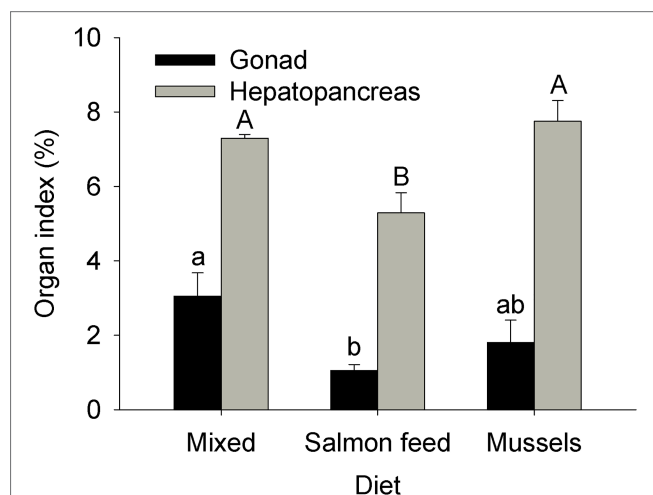 10
8
6
4
2
0
Organ index (%)
Gonad
Hepatopancreas
a
A
b
B
ab
A
Mixed
Salmon feed
Mussels
Diet